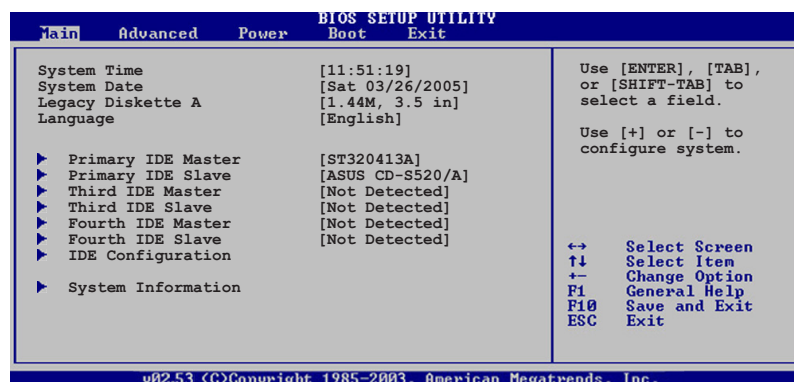 BIOS SETUP UTILITY
Main Advanced Power Boot Exit
System Time [11:51:19]
System Date [Sat 03/26/2005]
Legacy Diskette A [1.44M, 3.5 in]
Language [English]
Primary IDE Master [ST320413A]
Primary IDE Slave [ASUS CD-S520/A]
Third IDE Master [Not Detected]
Third IDE Slave [Not Detected]
Fourth IDE Master [Not Detected]
Fourth IDE Slave [Not Detected]
IDE Configuration
System Information
Use [ENTER], [TAB],
or [SHIFT-TAB] to
select a field.
Use [+] or [-] to
configure system.
↔ Select Screen
↑↓ Select Item
+- Change Option
F1 General Help
F10 Save and Exit
ESC Exit
v02.53 (C)Copyright 1985-2003, American Megatrends, Inc.